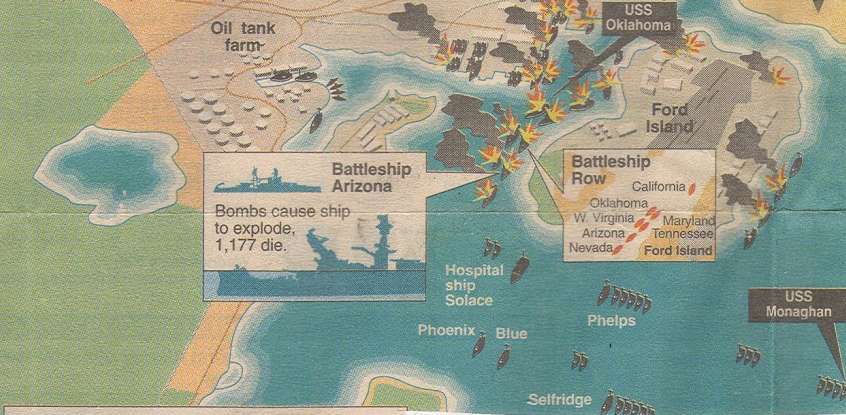 Oil tank
farm
USS
Oklahoma
Ford
Island
Battleship
Arizona
Bombs cause ship
to explode,
1,177 die.
Battleship
Row
California
Oklahoma
W. Virginia
Maryland
Arizona
Tennessee
Nevada
Ford Island
Hospital
ship
Solace
Phelps
USS
Monaghan
Phoenix
Blue
Selfridge